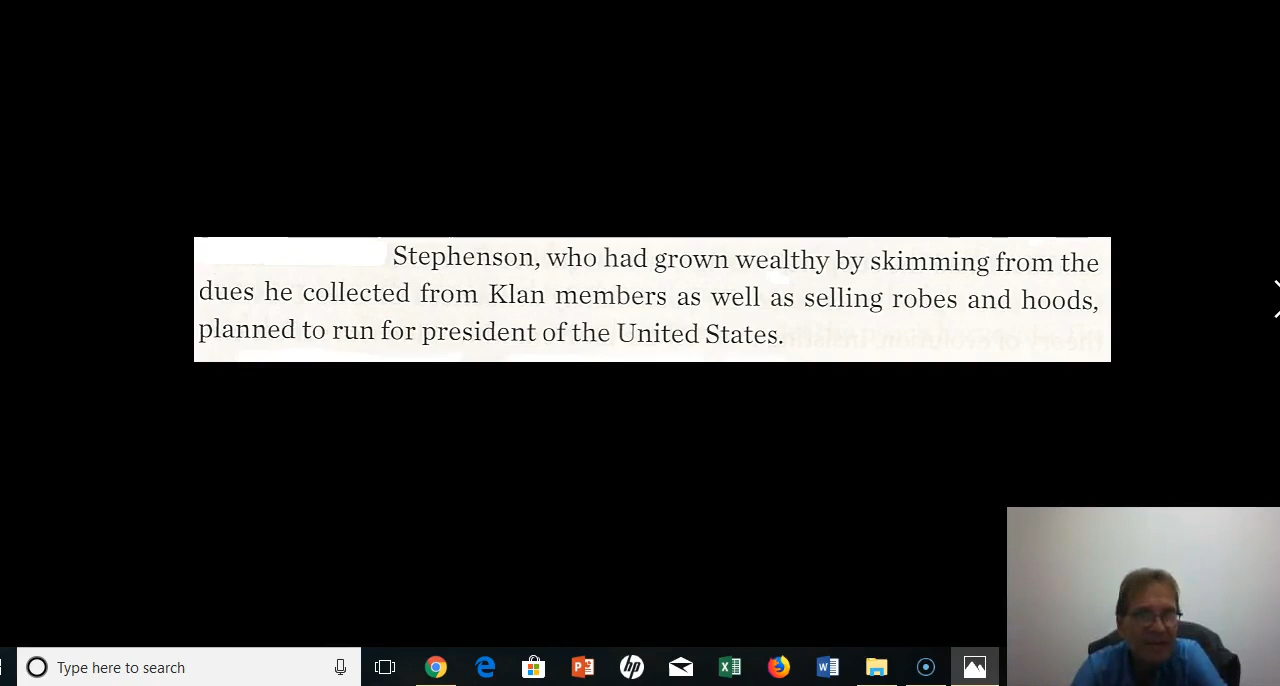 Stephenson, who had grown wealthy by skimming from the
dues he collected from Klan members as well as selling robes and hoods,
planned to run for president of the United States.
Type here to search